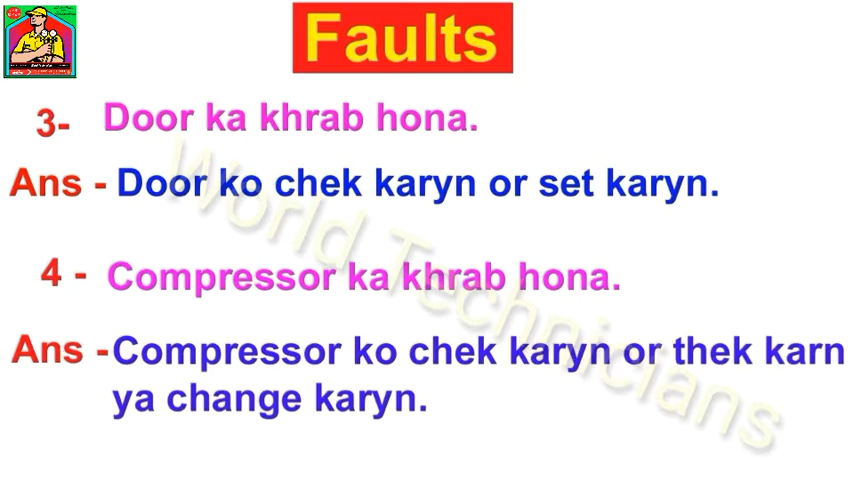 Faults
3- Door ka khrab hona.
Ans - Door ko chek karyn or set karyn.
4 - Compressor ka khrab hona.
Ans - Compressor ko chek karyn or thek karn
ya change karyn.
World Technicians